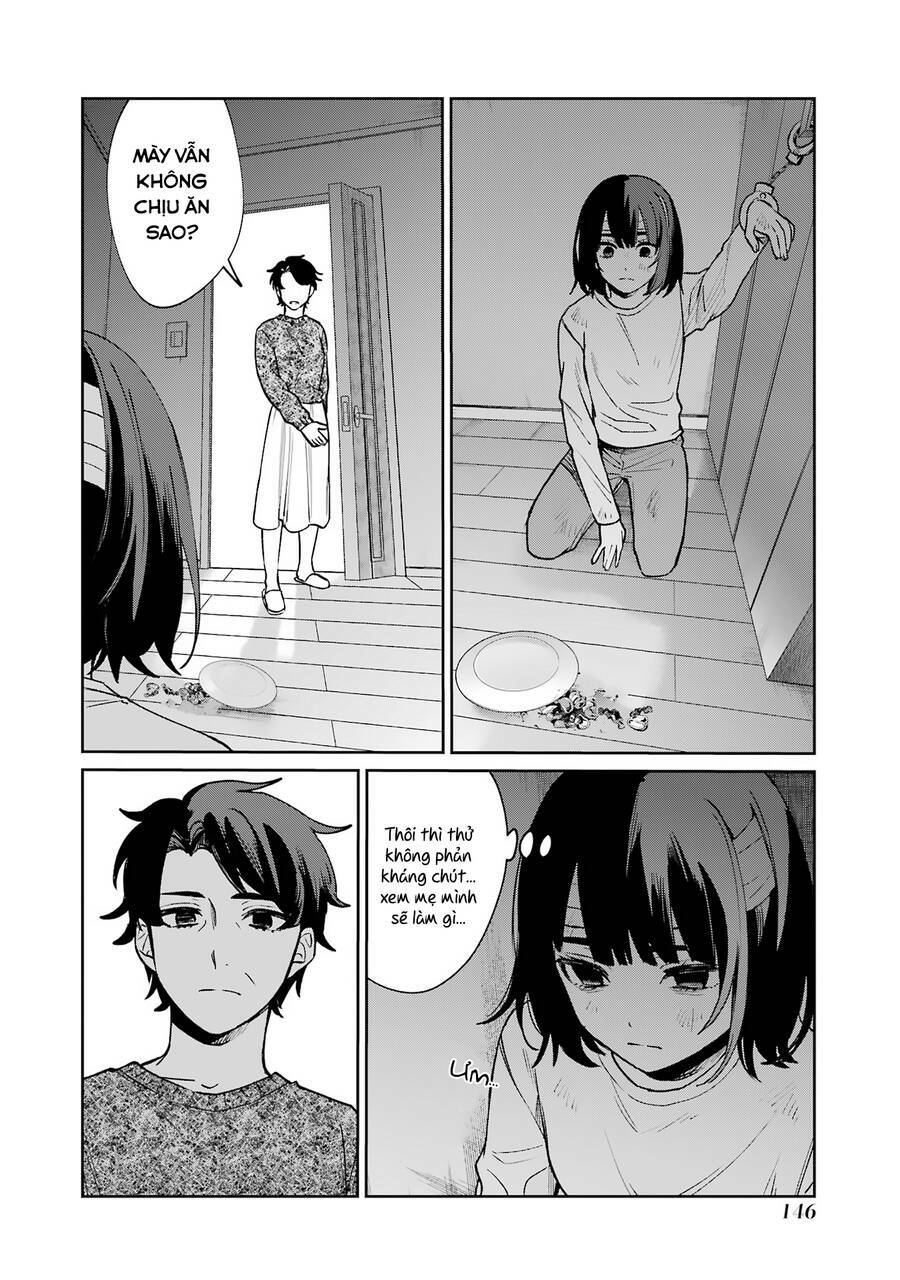 MÀY VẪN
KHÔNG
CHỊU ĂN
SAO?
Thôi thì thử
không phản
kháng chút...
xem mẹ mình
sẽ làm gì...
Ừm...
146